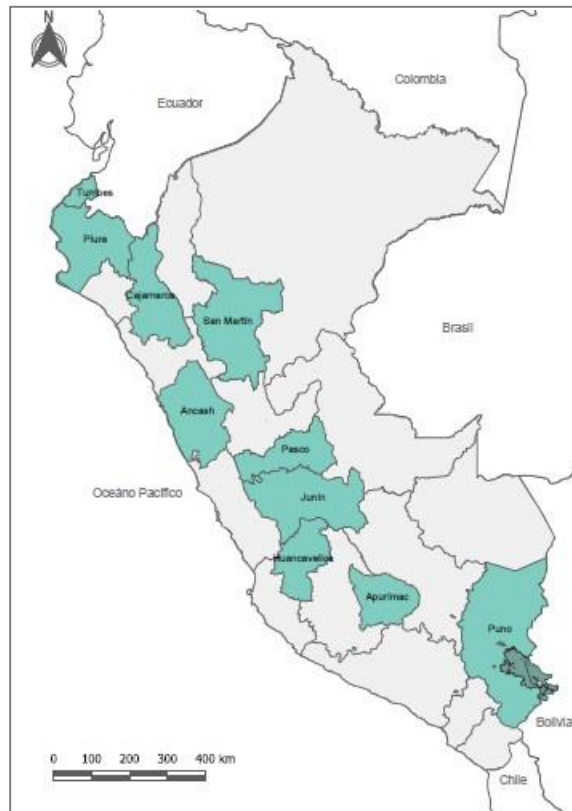 N
Colombia
Ecuador
Tumbes
Piura
Cajamarca
San Martín
Brasil
Ancash
Pasco
Oceáno Pacífico
Junín
Huancavelica
Apurímac
Puno
Bolivia
0 100 200 300 400 km
Chile